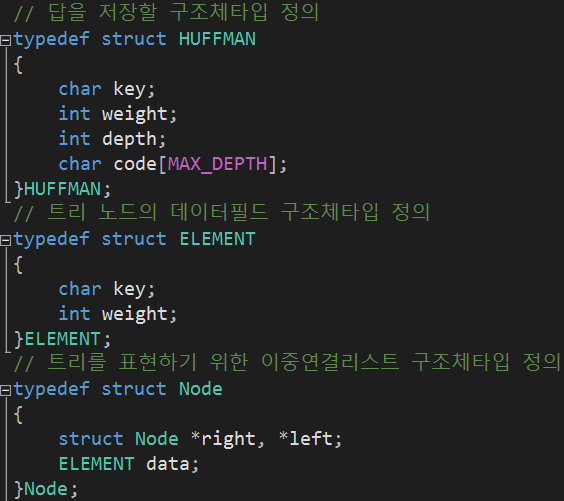 // 답을 저장할 구조체타입 정의
typedef struct HUFFMAN
{
    char key;
    int weight;
    int depth;
    char code[MAX_DEPTH];
}HUFFMAN;
// 트리 노드의 데이터필드 구조체타입 정의
typedef struct ELEMENT
{
    char key;
    int weight;
}ELEMENT;
// 트리를 표현하기 위한 이중연결리스트 구조체타입 정의
typedef struct Node
{
    struct Node *right, *left;
    ELEMENT data;
}Node;